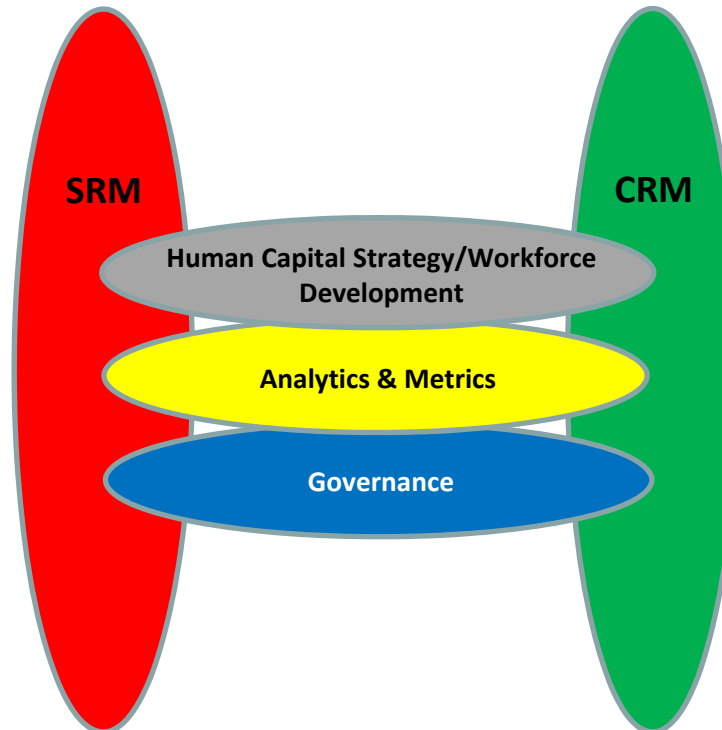 SRM
CRM
Human Capital Strategy/Workforce
Development
Analytics & Metrics
Governance